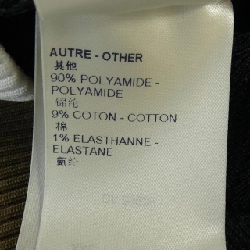 AUTRE - OTHER
其他
90% POLYAMIDE -
POLYAMIDE
锦纶
9% COTON - COTTON
棉
1% ELASTHANNE -
ELASTANE
氨纶